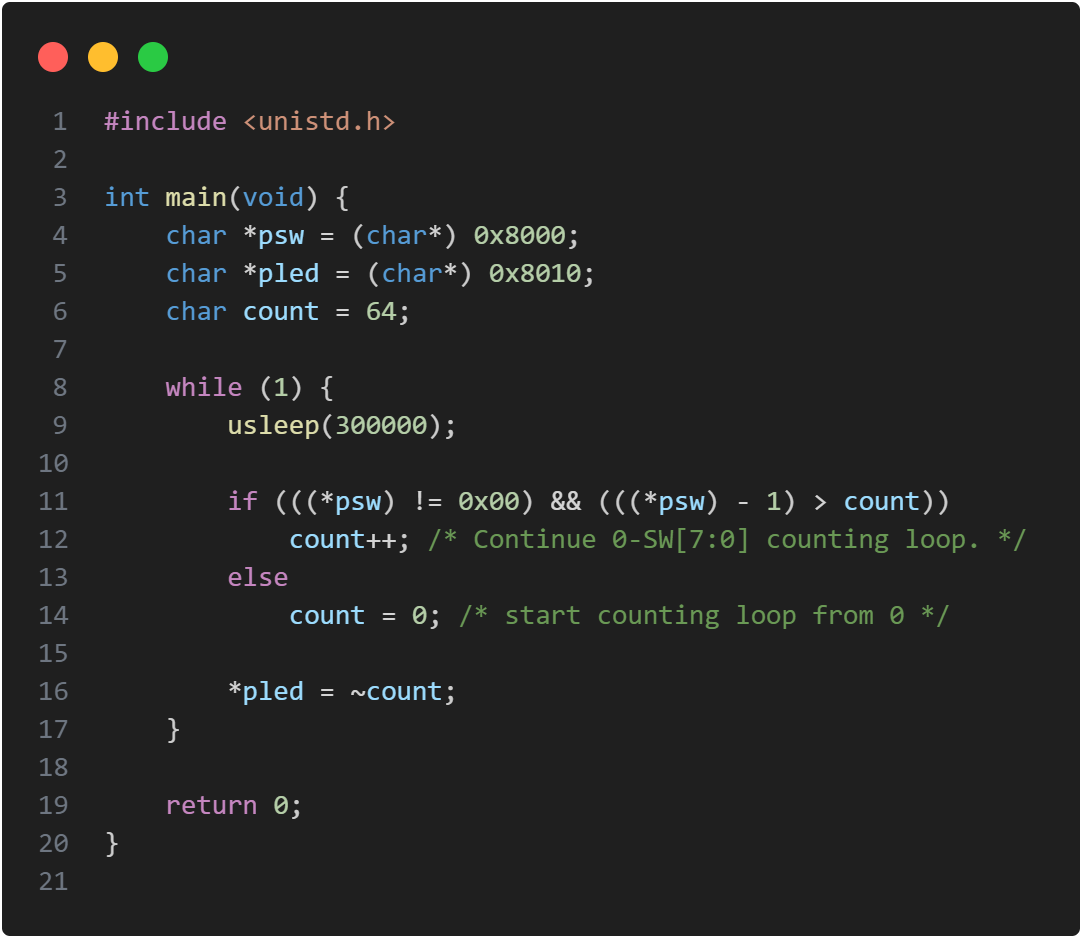 1 #include <unistd.h>
2
3 int main(void) {
4     char *psw = (char*) 0x8000;
5     char *pled = (char*) 0x8010;
6     char count = 64;
7
8     while (1) {
9         usleep(300000);
10
11         if (((*psw) != 0x00) && (((*psw) - 1) > count))
12             count++; /* Continue 0-SW[7:0] counting loop. */
13         else
14             count = 0; /* start counting loop from 0 */
15
16         *pled = ~count;
17     }
18
19     return 0;
20 }
21